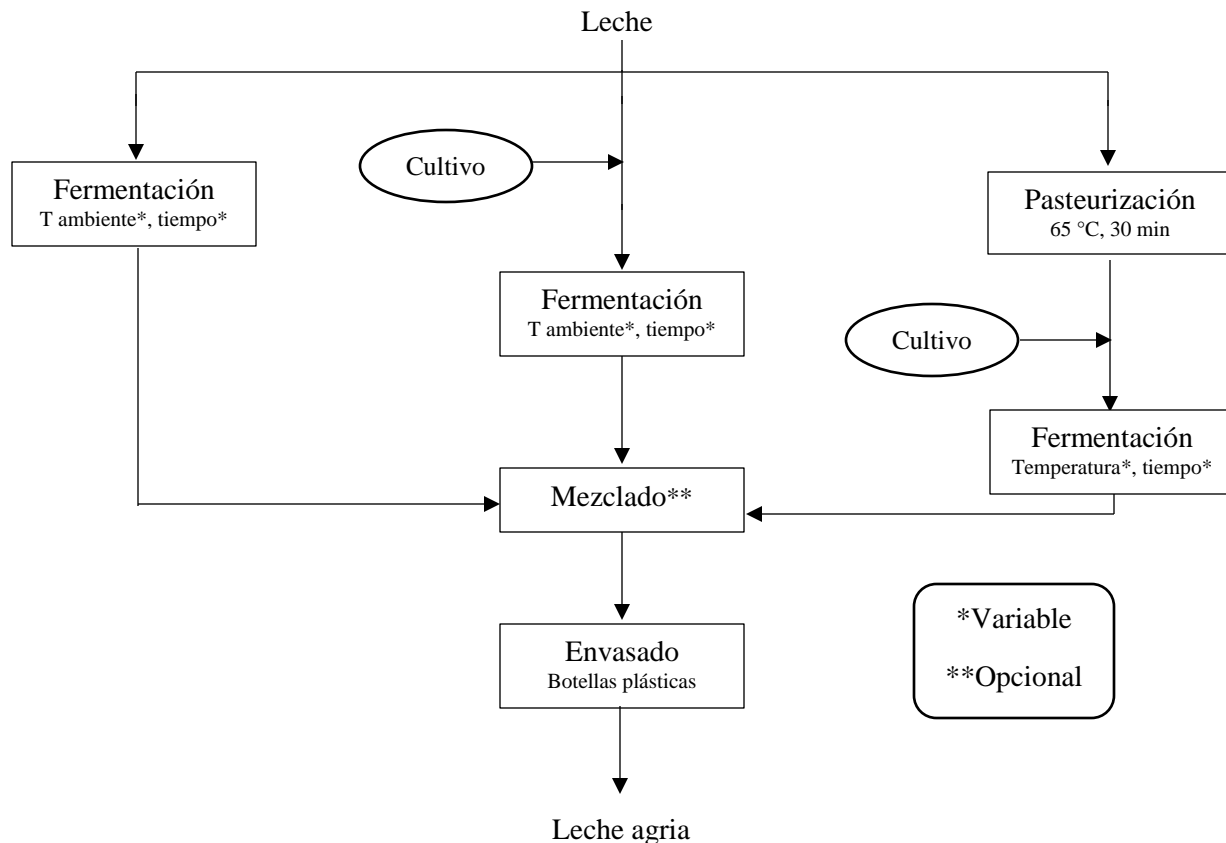 Leche
Cultivo
Fermentación
T ambiente*, tiempo*
Pasteurización
65 °C, 30 min
Fermentación
T ambiente*, tiempo*
Cultivo
Fermentación
Temperatura*, tiempo*
Mezclado**
*Variable
**Opcional
Envasado
Botellas plásticas
Leche agria